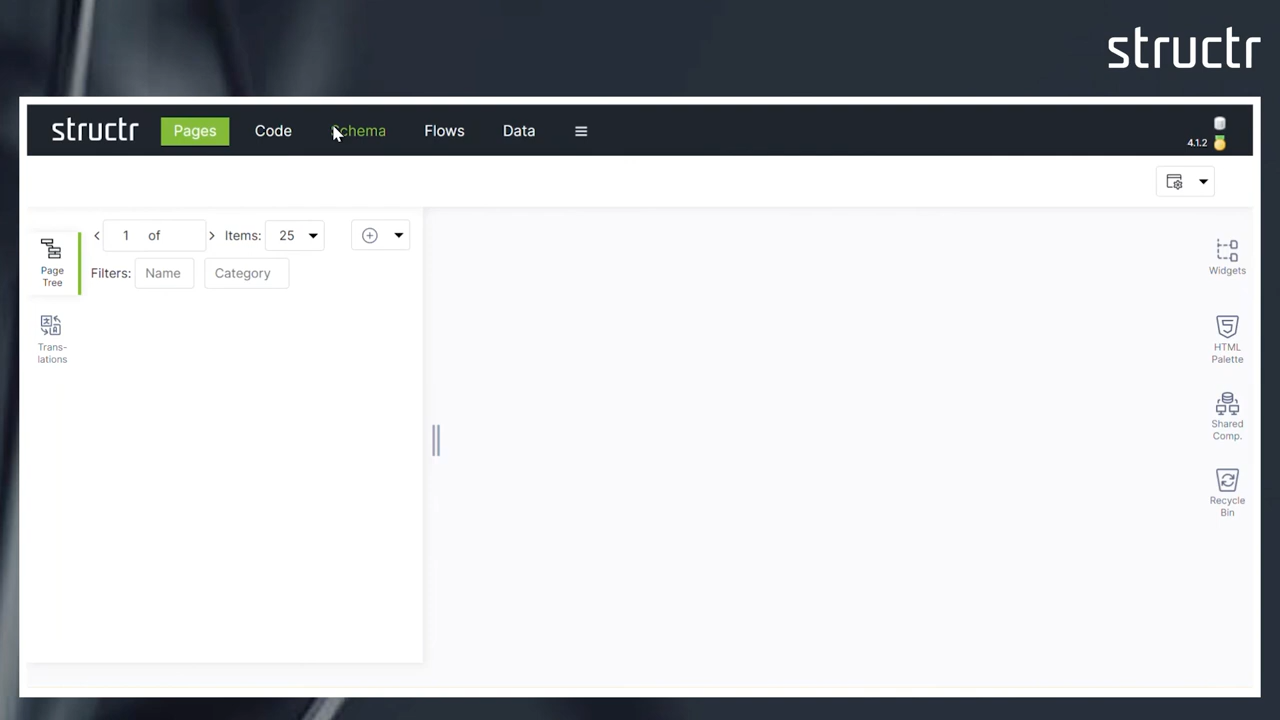 structr
structr Pages Code Schema Flows Data
4.1.2
1 of Items: 25
Filters: Name Category
Page
Tree
Trans-
lations
Widgets
HTML
Palette
Shared
Comp.
Recycle
Bin